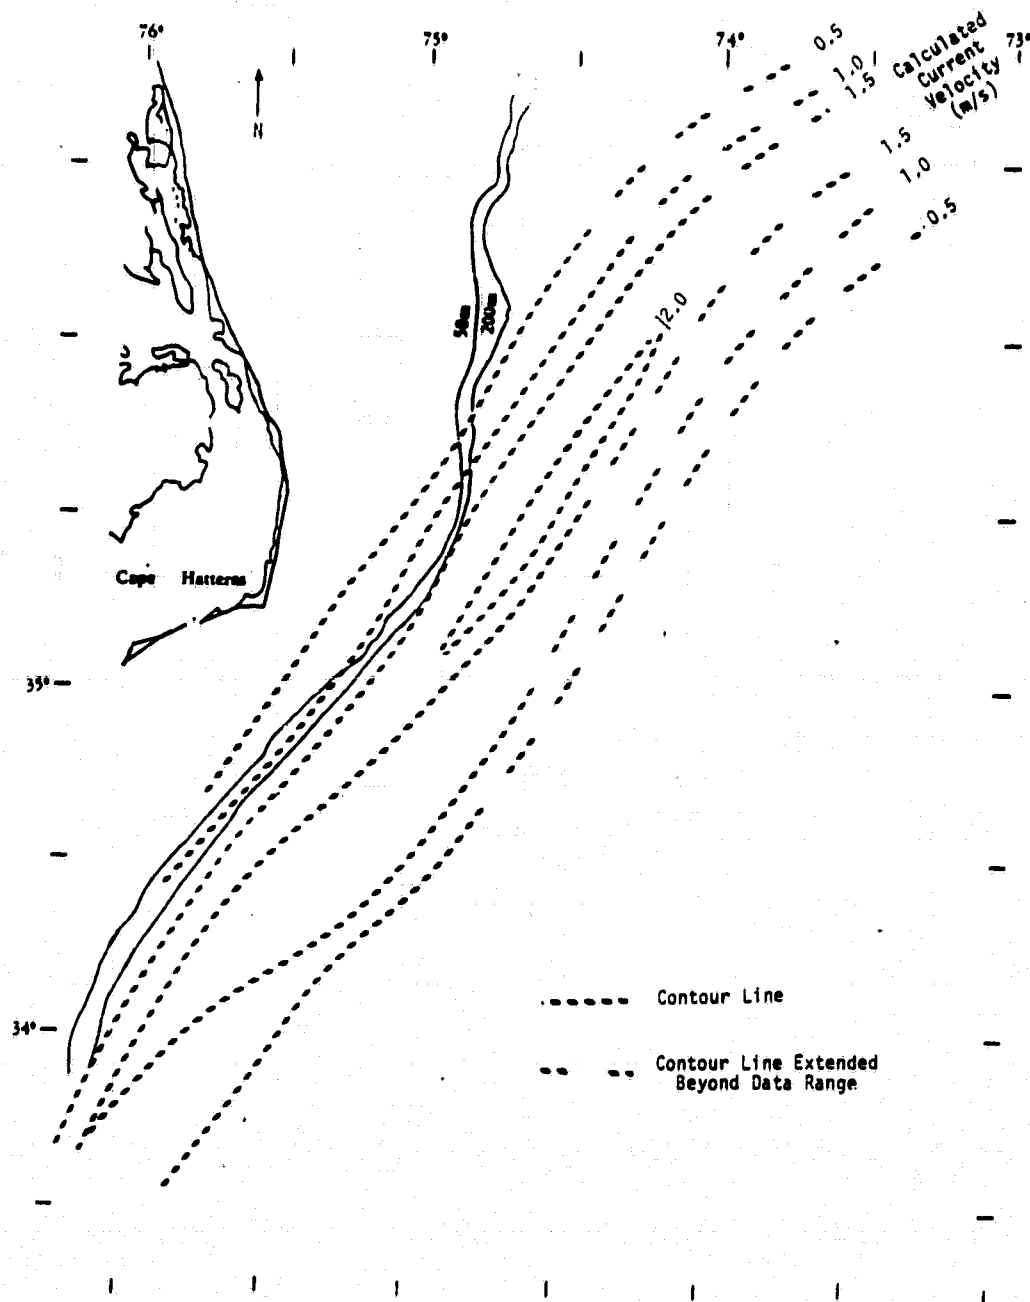 76°
75°
74°
73°
0.5
1.0
1.5
Calculated
Current
Velocity
(m/s)
1.5
1.0
0.5
N
50m
200m
2.0
Cape Hatteras
35°
34°
Contour Line
Contour Line Extended
Beyond Data Range